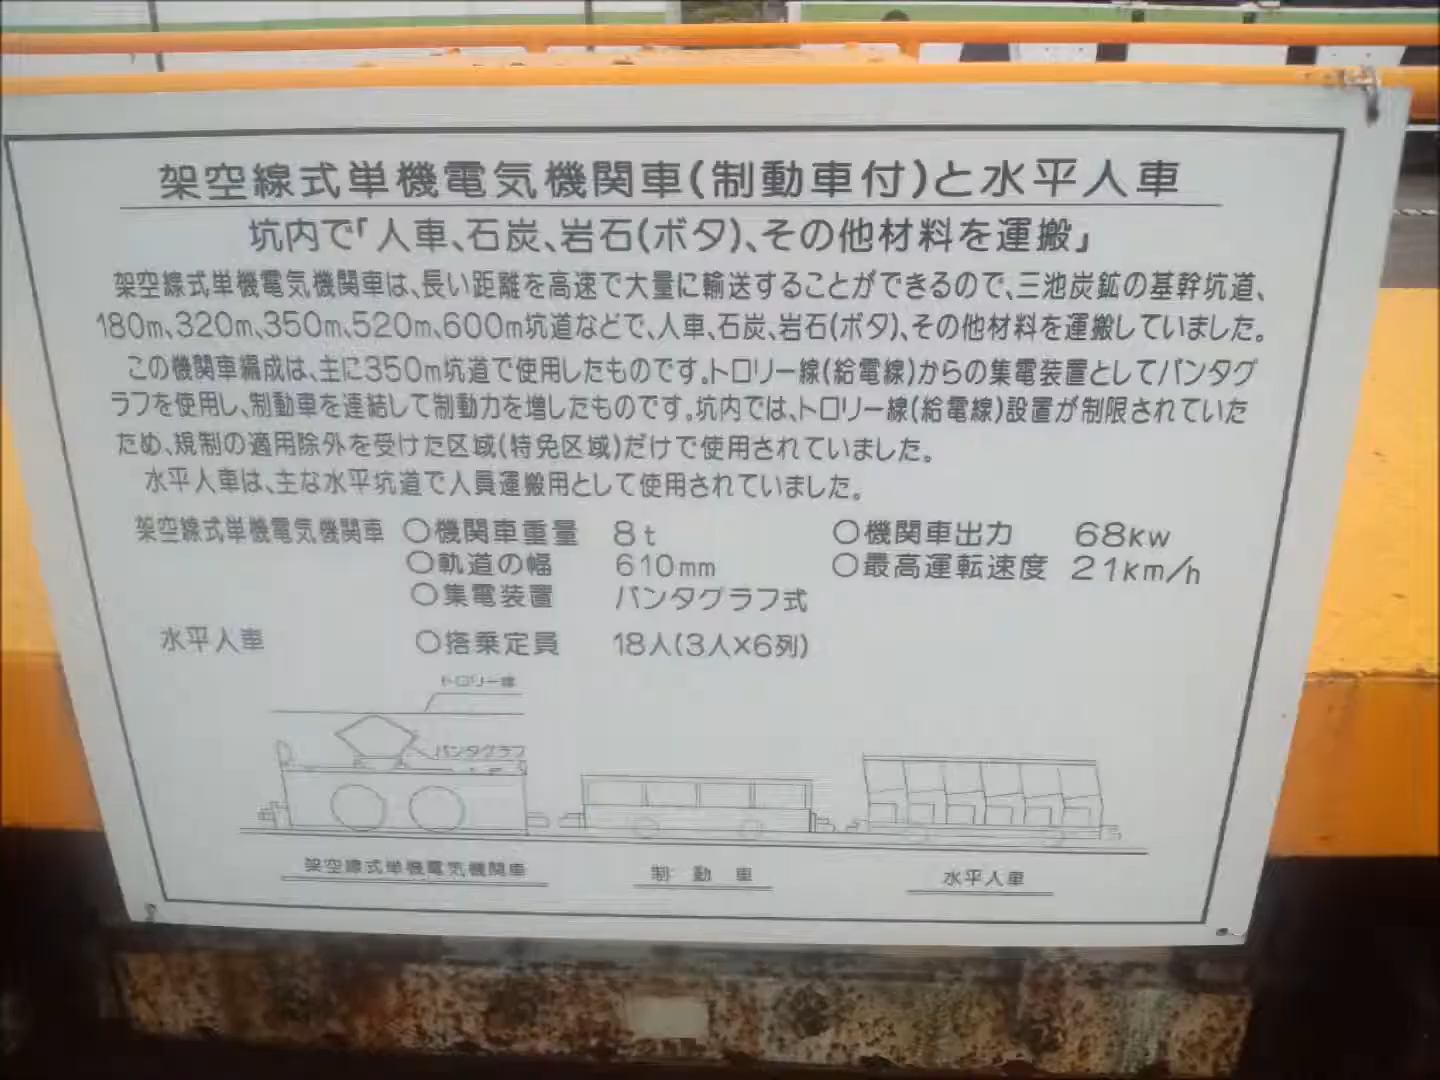 架空線式単機電気機関車(制動車付)と水平人車
坑内で「人車、石炭、岩石(ボタ)、その他材料を運搬」
架空線式単機電気機関車は、長い距離を高速で大量に輸送することができるので、三池炭鉱の基幹坑道、
180m、320m、350m、520m、600m坑道などで、人車、石炭、岩石(ボタ)、その他材料を運搬していました。
この機関車編成は、主に350m坑道で使用したものです。トロリー線(給電線)からの集電装置としてパンタグ
ラフを使用し、制動車を連結して制動力を増したものです。坑内では、トロリー線(給電線)設置が制限されていた
ため、規制の適用除外を受けた区域(特免区域)だけで使用されていました。
水平人車は、主な水平坑道で人員運搬用として使用されていました。
架空線式単機電気機関車 ○機関車重量 8t ○機関車出力 68kw
○軌道の幅 610mm ○最高運転速度 21km/h
○集電装置 パンタグラフ式
水平人車 ○搭乗定員 18人(3人×6列)
トロリー線
パンタグラフ
架空線式単機電気機関車 制動車 水平人車